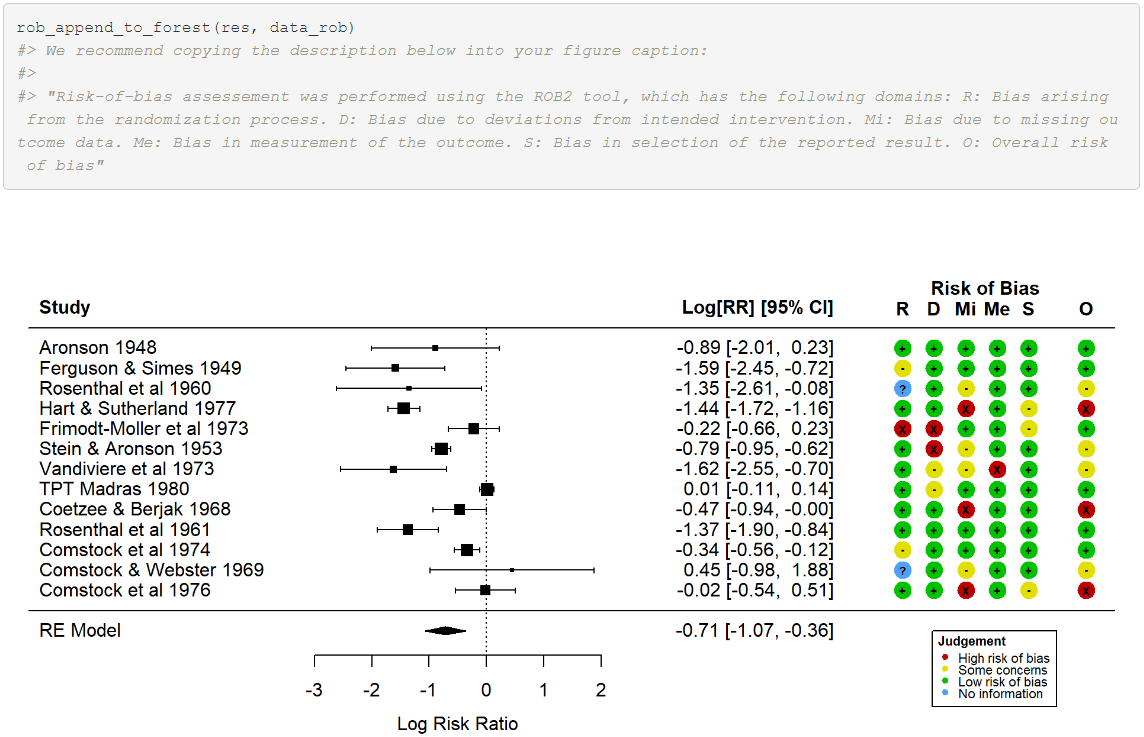 rob_append_to_forest(res, data_rob)
#> We recommend copying the description below into your figure caption:
#>
#> "Risk-of-bias assessement was performed using the ROB2 tool, which has the following domains: R: Bias arising
from the randomization process. D: Bias due to deviations from intended intervention. Mi: Bias due to missing ou
tcome data. Me: Bias in measurement of the outcome. S: Bias in selection of the reported result. O: Overall risk
of bias"
Risk of Bias
Study Log[RR] [95% CI] R D Mi Me S O
Aronson 1948 -0.89 [-2.01, 0.23] + + + + + +
Ferguson & Simes 1949 -1.59 [-2.45, -0.72] - + + + + +
Rosenthal et al 1960 -1.35 [-2.61, -0.08] ? + - + + -
Hart & Sutherland 1977 -1.44 [-1.72, -1.16] + + X + - X
Frimodt-Moller et al 1973 -0.22 [-0.66, 0.23] X X + + - +
Stein & Aronson 1953 -0.79 [-0.95, -0.62] + X - + + -
Vandiviere et al 1973 -1.62 [-2.55, -0.70] + - - X + -
TPT Madras 1980 0.01 [-0.11, 0.14] + - + + + +
Coetzee & Berjak 1968 -0.47 [-0.94, -0.00] + + X + + X
Rosenthal et al 1961 -1.37 [-1.90, -0.84] + + + + + +
Comstock et al 1974 -0.34 [-0.56, -0.12] - + + + + +
Comstock & Webster 1969 0.45 [-0.98, 1.88] ? + - + + -
Comstock et al 1976 -0.02 [-0.54, 0.51] + + X + - X
RE Model -0.71 [-1.07, -0.36]
Judgement
High risk of bias
Some concerns
Low risk of bias
No information
-3 -2 -1 0 1 2
Log Risk Ratio